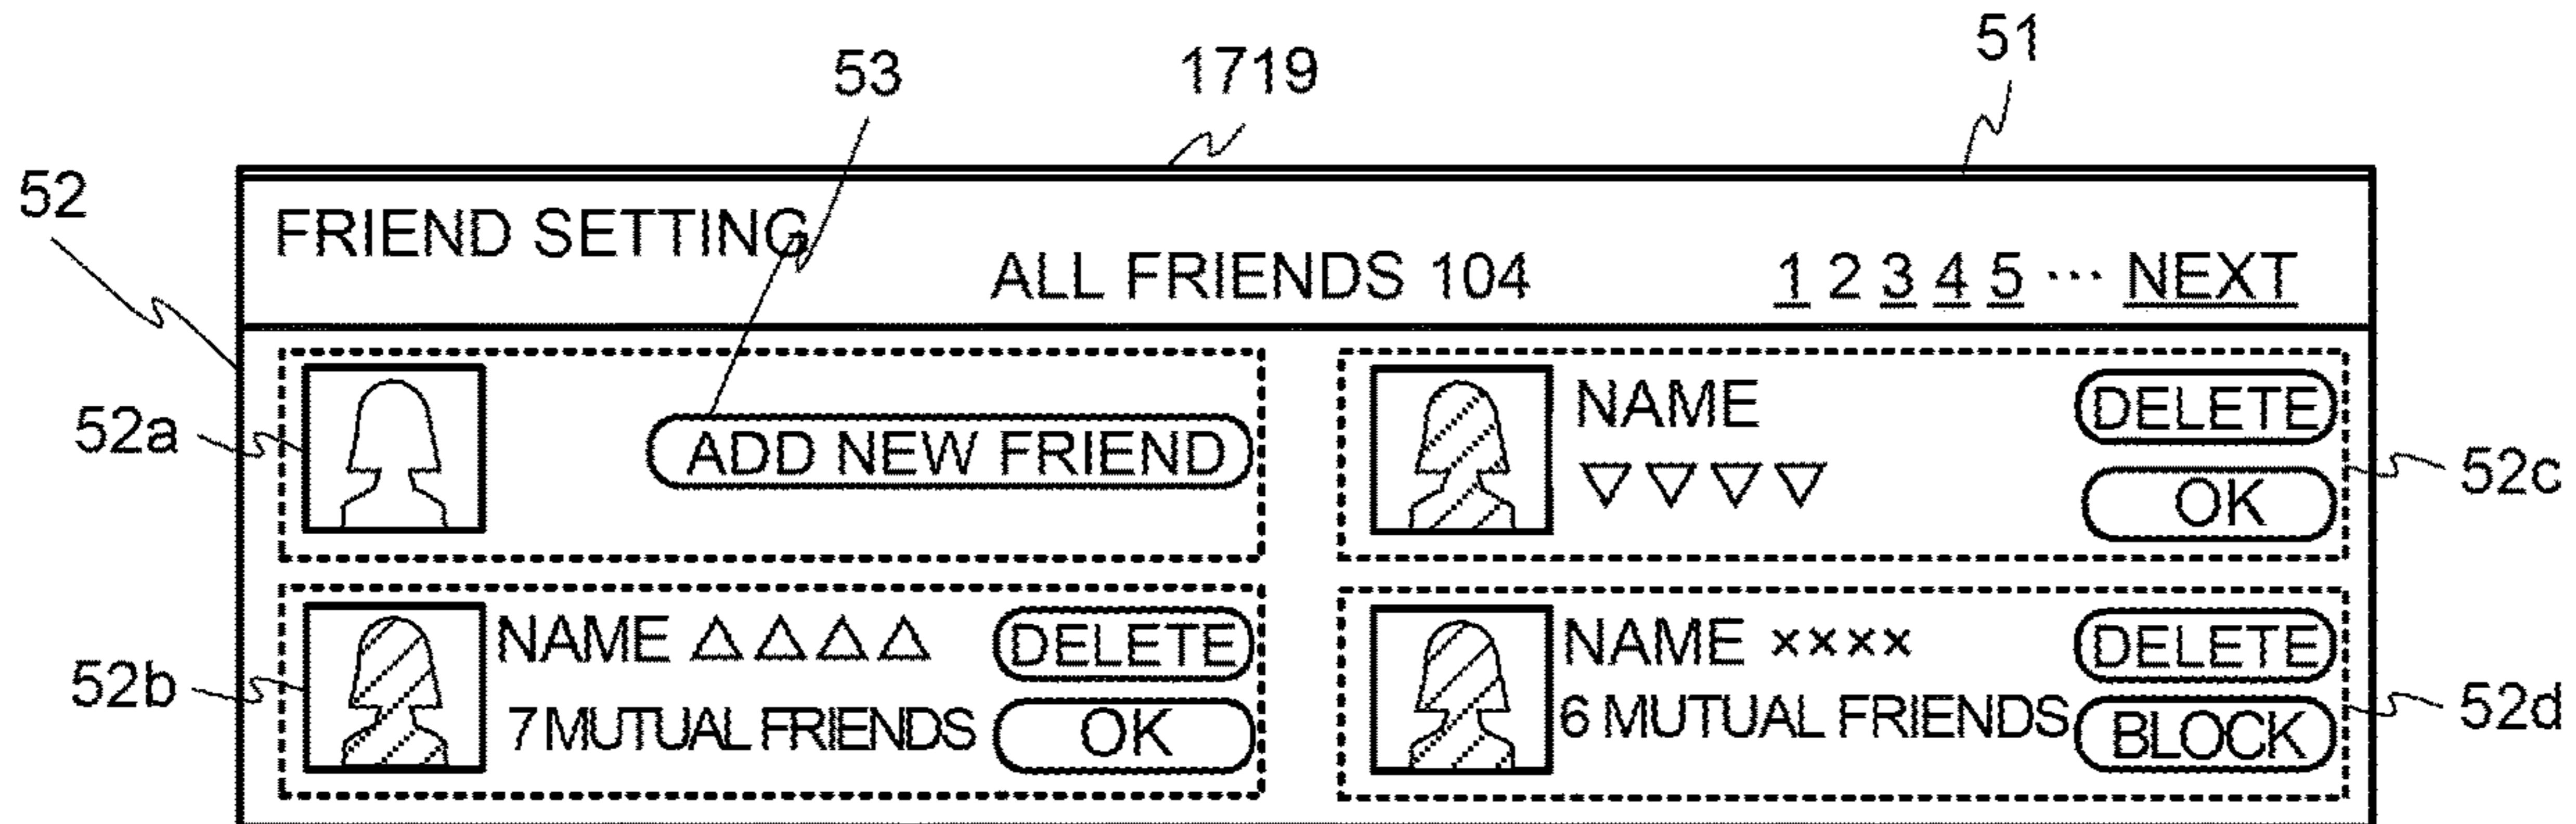 53
1719
51
52
FRIEND SETTING
ALL FRIENDS 104
1 2 3 4 5 ··· NEXT
52a
ADD NEW FRIEND
NAME
▽▽▽▽
DELETE
OK
52c
52b
NAME △△△△
7 MUTUAL FRIENDS
DELETE
OK
NAME ××××
6 MUTUAL FRIENDS
DELETE
BLOCK
52d